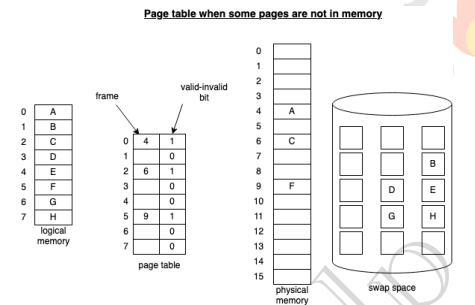 Page table when some pages are not in memory
frame
valid-invalid
bit
0 A
1 B
2 C
3 D
4 E
5 F
6 G
7 H
logical
memory
0 4 1
1 0
2 6 1
3 0
4 0
5 9 1
6 0
7 0
page table
0
1
2
3
4 A
5
6 C
7
8
9 F
10
11
12
13
14
15
physical
memory
B
D E
G H
swap space